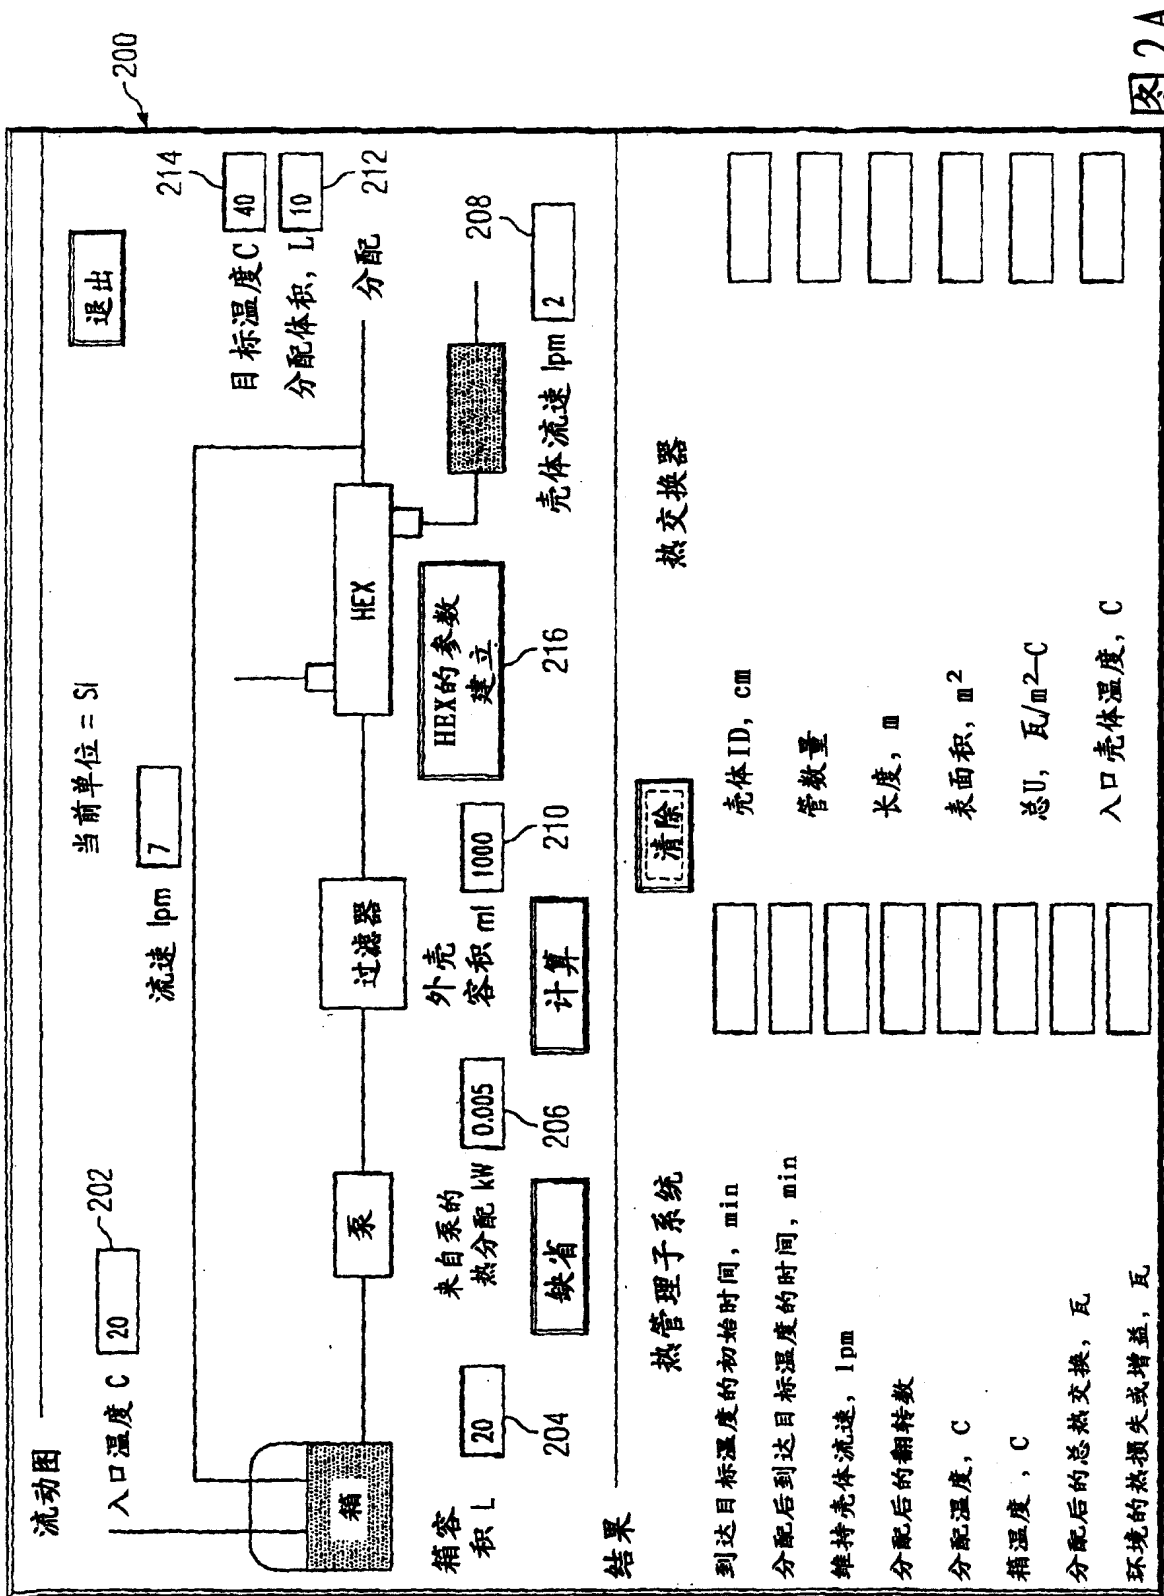 流动图
当前单位 = SI
退出
200
入口温度 C 20
202
流速 lpm 7
目标温度 C 40
214
分配体积, L 10
212
分配
箱
泵
过滤器
HEX
箱容
积 L 20
204
来自泵的
热分配 kW 0.005
206
外壳
容积 ml 1000
210
HEX的参数
建立
216
壳体流速 lpm 2
208
缺省
计算
结果
清除
热管理子系统
到达目标温度的初始时间, min
分配后到达目标温度的时间, min
维持壳体流速, lpm
分配后的翻转数
分配温度, C
箱温度, C
分配后的总热交换, 瓦
环境的热损失或增益, 瓦
热交换器
壳体ID, cm
管数量
长度, m
表面积, m²
总U, 瓦/m²-C
入口壳体温度, C
图2A